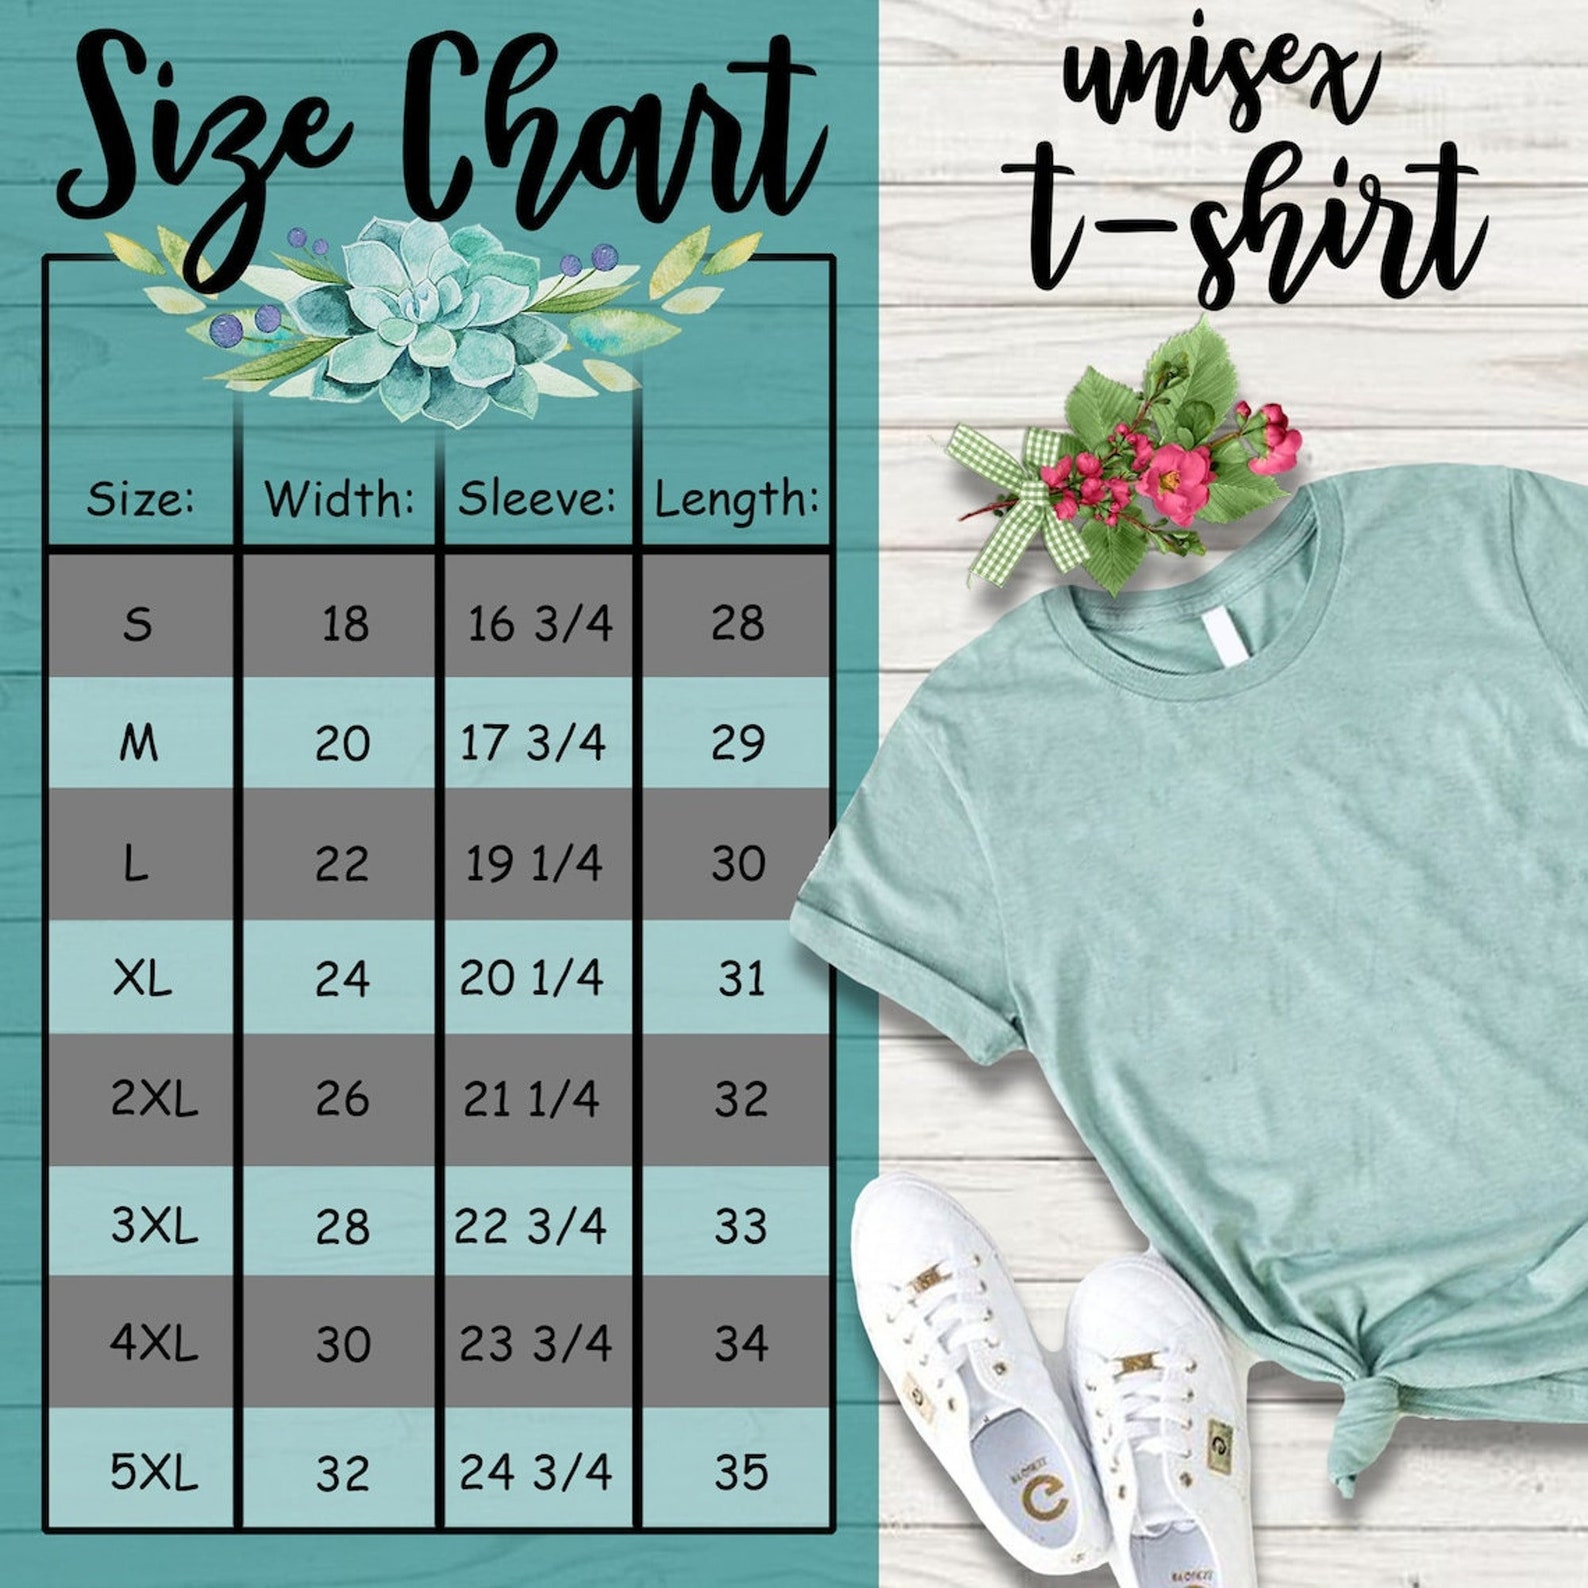 Size Chart
unisex
t-shirt
Size: Width: Sleeve: Length:
S 18 16 3/4 28
M 20 17 3/4 29
L 22 19 1/4 30
XL 24 20 1/4 31
2XL 26 21 1/4 32
3XL 28 22 3/4 33
4XL 30 23 3/4 34
5XL 32 24 3/4 35